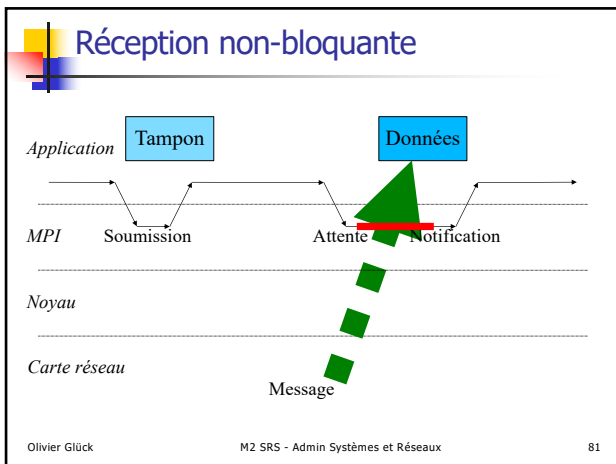 Réception non-bloquante
Application
Tampon
Données
MPI
Soumission
Attente
Notification
Noyau
Carte réseau
Message
Olivier Glück
M2 SRS - Admin Systèmes et Réseaux
81